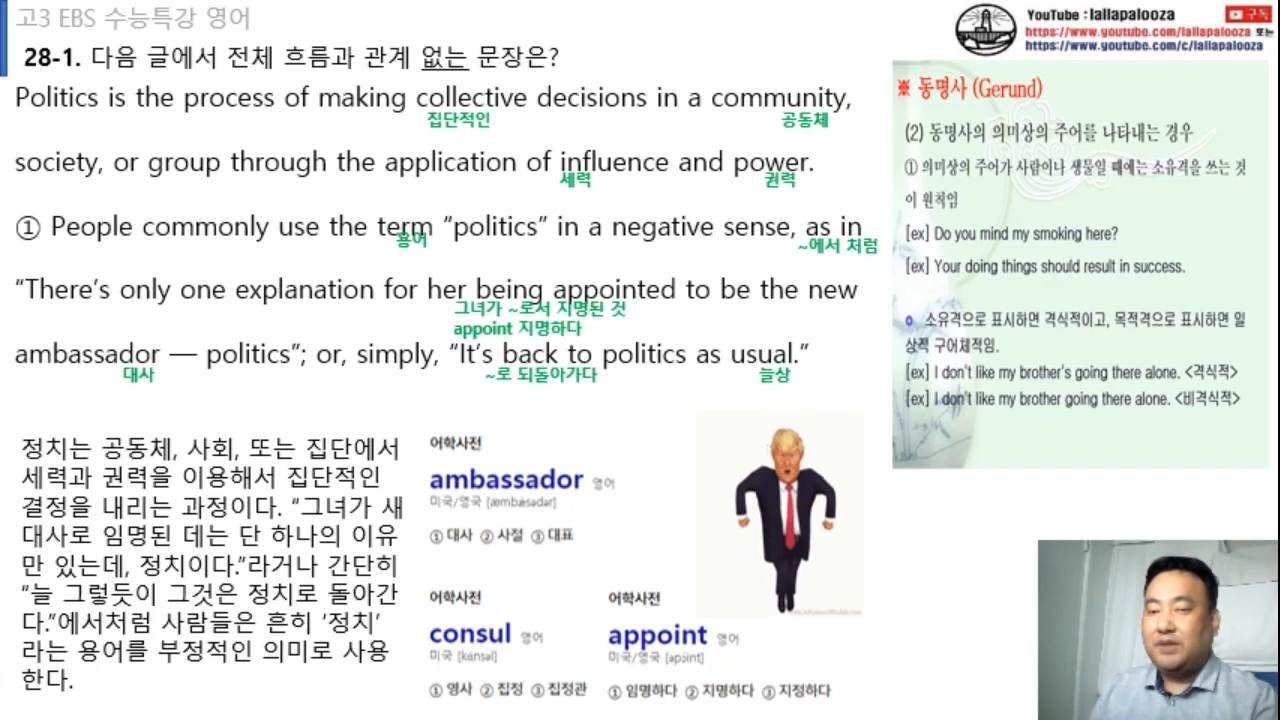 고3 EBS 수능특강 영어
YouTube : lallapalooza
구독
https://www.youtube.com/lallapalooza 또는
https://www.youtube.com/c/lallapalooza
28-1. 다음 글에서 전체 흐름과 관계 없는 문장은?
Politics is the process of making collective decisions in a community,
집단적인 공동체
society, or group through the application of influence and power.
세력 권력
① People commonly use the term “politics” in a negative sense, as in
용어 ~에서 처럼
“There’s only one explanation for her being appointed to be the new
그녀가 ~로서 지명된 것
appoint 지명하다
ambassador — politics”; or, simply, “It’s back to politics as usual.”
대사 ~로 되돌아가다 늘상
정치는 공동체, 사회, 또는 집단에서
세력과 권력을 이용해서 집단적인
결정을 내리는 과정이다. “그녀가 새
대사로 임명된 데는 단 하나의 이유
만 있는데, 정치이다.”라거나 간단히
“늘 그렇듯이 그것은 정치로 돌아간
다.”에서처럼 사람들은 흔히 ‘정치’
라는 용어를 부정적인 의미로 사용
한다.
어학사전
ambassador 영어
미국/영국 [æmbǽsədər]
① 대사 ② 사절 ③ 대표
어학사전
consul 영어
미국 [kάnsəl]
① 영사 ② 집정 ③ 집정관
어학사전
appoint 영어
미국/영국 [əpɔ́int]
① 임명하다 ② 지명하다 ③ 지정하다
※ 동명사 (Gerund)
(2) 동명사의 의미상의 주어를 나타내는 경우
① 의미상의 주어가 사람이나 생물일 때에는 소유격을 쓰는 것
이 원칙임
[ex] Do you mind my smoking here?
[ex] Your doing things should result in success.
소유격으로 표시하면 격식적이고, 목적격으로 표시하면 일
상적 구어체적임.
[ex] I don't like my brother's going there alone. <격식적>
[ex] I don't like my brother going there alone. <비격식적>